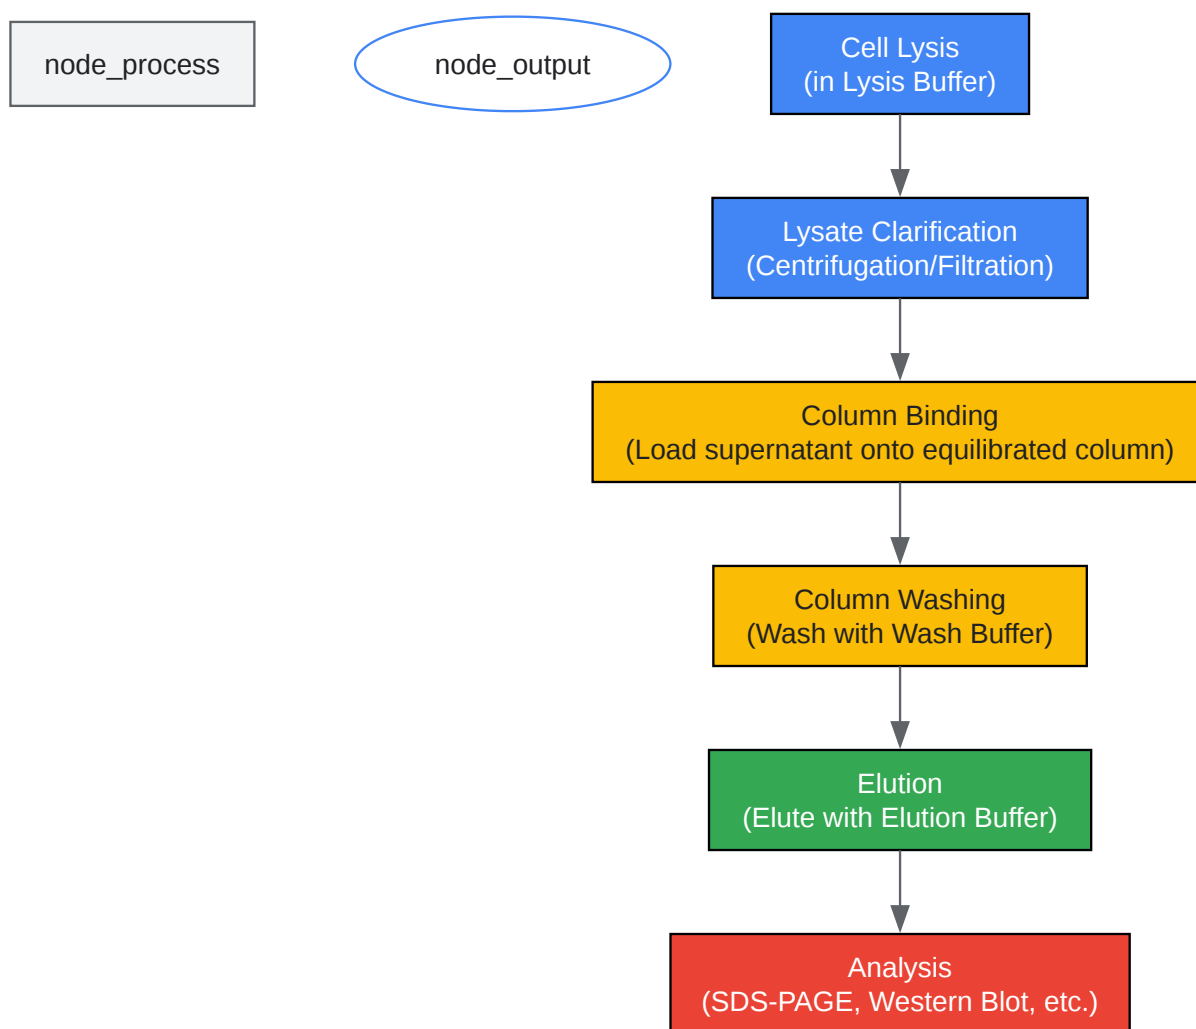 node_process
node_output
Cell Lysis
(in Lysis Buffer)
Lysate Clarification
(Centrifugation/Filtration)
Column Binding
(Load supernatant onto equilibrated column)
Column Washing
(Wash with Wash Buffer)
Elution
(Elute with Elution Buffer)
Analysis
(SDS-PAGE, Western Blot, etc.)